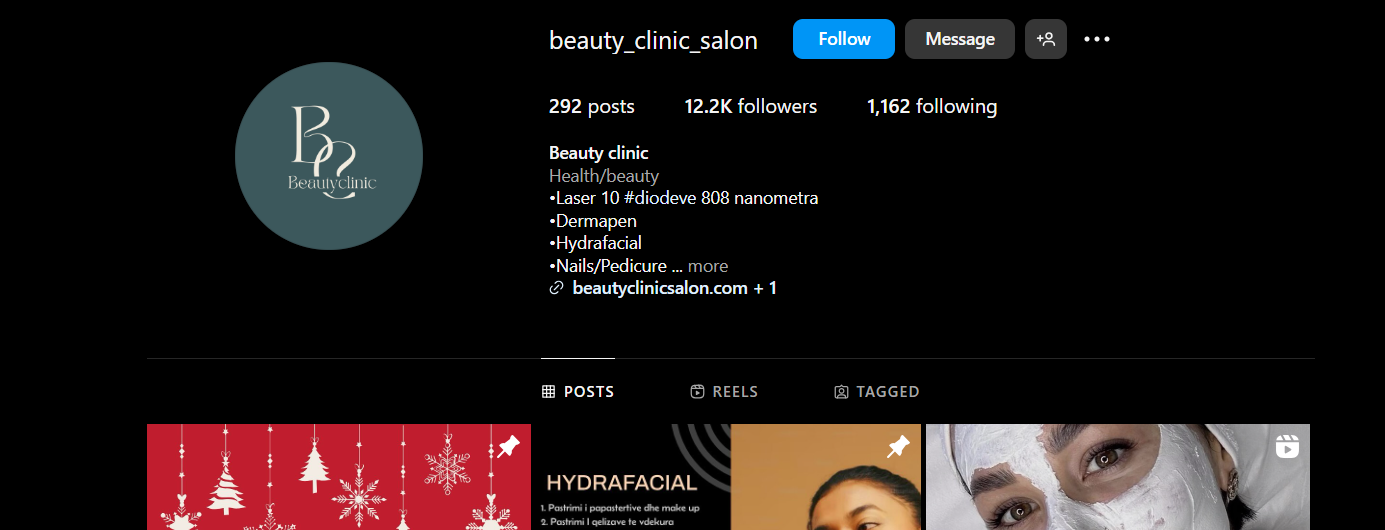 beauty_clinic_salon Follow Message
292 posts 12.2K followers 1,162 following
Beautyclinic
Beauty clinic
Health/beauty
•Laser 10 #diodeve 808 nanometra
•Dermapen
•Hydrafacial
•Nails/Pedicure ... more
beautyclinicsalon.com + 1
POSTS REELS TAGGED
HYDRAFACIAL
1. Pastrimi i papastertive dhe make up
2. Pastrimi I qelizave te vdekura